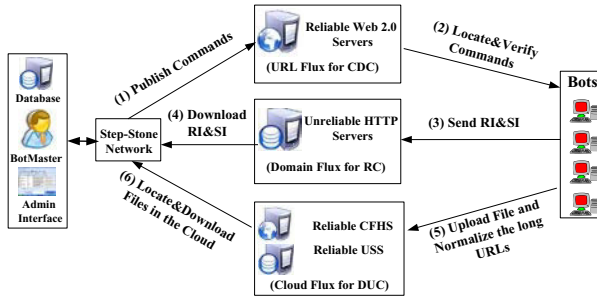 Database
BotMaster
Admin
Interface
Step-Stone
Network
(1) Publish Commands
Reliable Web 2.0
Servers
(URL Flux for CDC)
(2) Locate&Verify
Commands
Bots
(4) Download
RI&SI
Unreliable HTTP
Servers
(Domain Flux for RC)
(3) Send RI&SI
(6) Locate&Download
Files in the Cloud
Reliable CFHS
Reliable USS
(Cloud Flux for DUC)
(5) Upload File and
Normalize the long
URLs